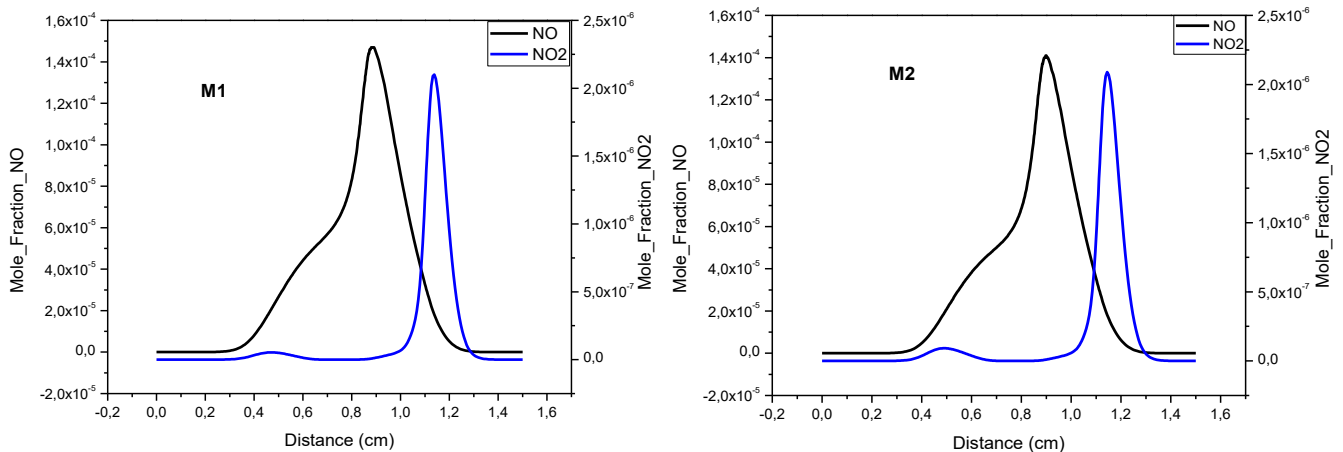 M1
NO
NO2
Mole_Fraction_NO
1,6x10⁻⁴
1,4x10⁻⁴
1,2x10⁻⁴
1,0x10⁻⁴
8,0x10⁻⁵
6,0x10⁻⁵
4,0x10⁻⁵
2,0x10⁻⁵
0,0
-2,0x10⁻⁵
2,5x10⁻⁶
2,0x10⁻⁶
1,5x10⁻⁶
1,0x10⁻⁶
5,0x10⁻⁷
0,0
Mole_Fraction_NO2
-0,2 0,0 0,2 0,4 0,6 0,8 1,0 1,2 1,4 1,6
Distance (cm)
M2
NO
NO2
Mole_Fraction_NO
1,6x10⁻⁴
1,4x10⁻⁴
1,2x10⁻⁴
1,0x10⁻⁴
8,0x10⁻⁵
6,0x10⁻⁵
4,0x10⁻⁵
2,0x10⁻⁵
0,0
-2,0x10⁻⁵
2,5x10⁻⁶
2,0x10⁻⁶
1,5x10⁻⁶
1,0x10⁻⁶
5,0x10⁻⁷
0,0
Mole_Fraction_NO2
-0,2 0,0 0,2 0,4 0,6 0,8 1,0 1,2 1,4 1,6
Distance (cm)